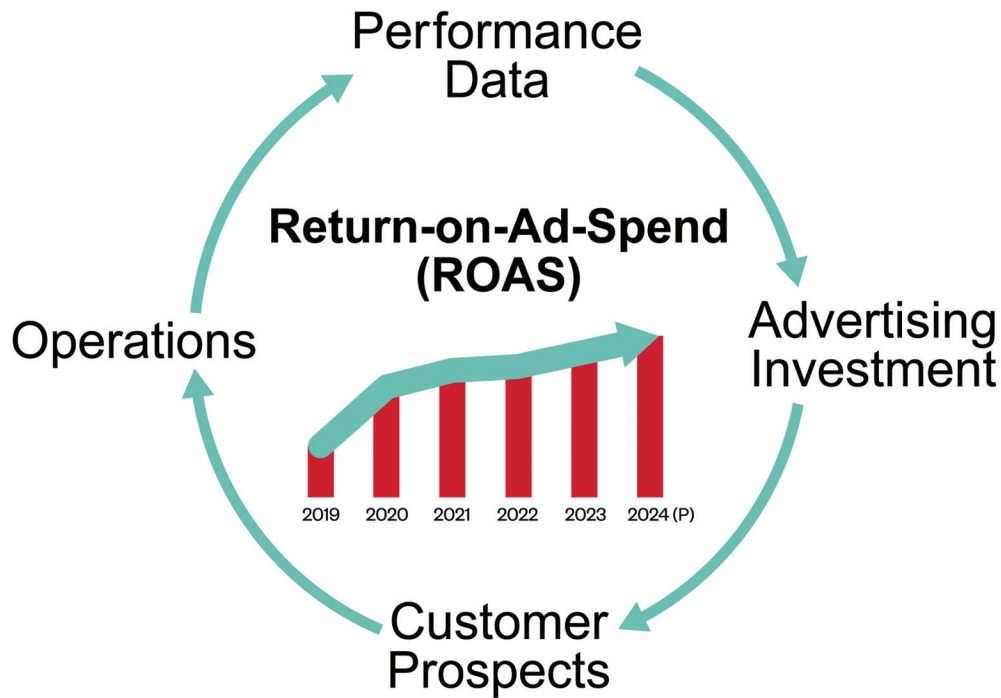 Performance
Data
Return-on-Ad-Spend
(ROAS)
Operations
Advertising
Investment
2019 2020 2021 2022 2023 2024 (P)
Customer
Prospects